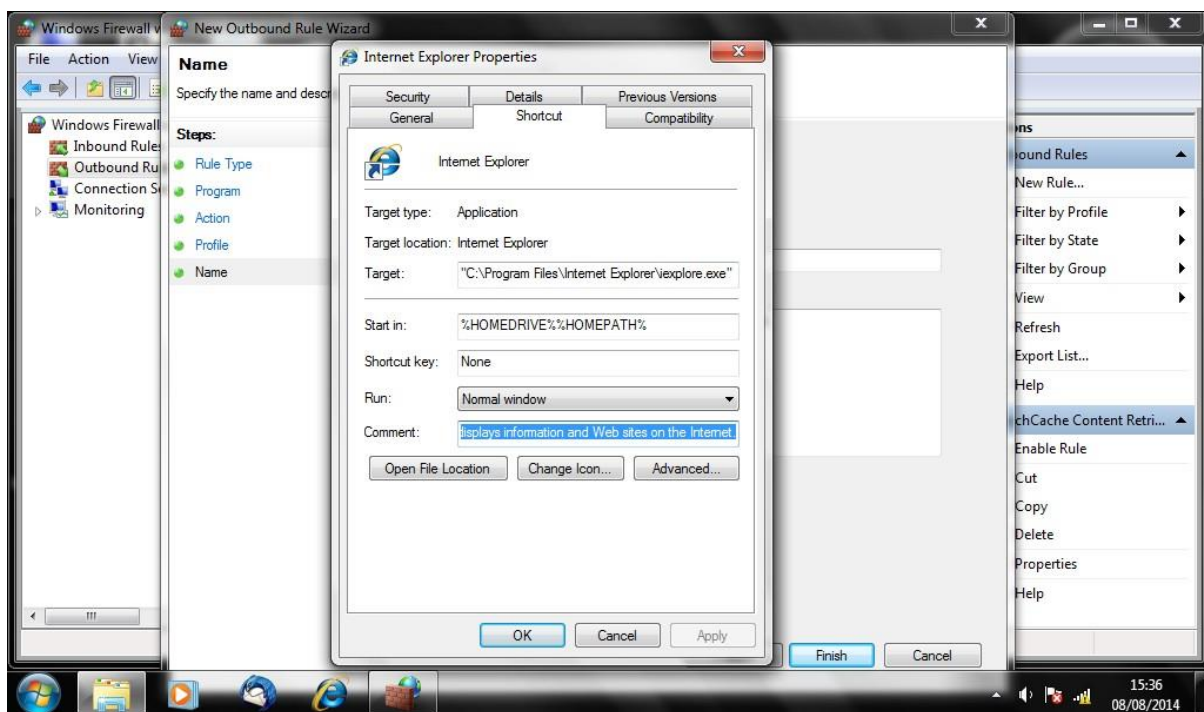 Windows Firewall
New Outbound Rule Wizard
File Action View
Name
Specify the name and
Steps:
Rule Type
Program
Action
Profile
Name
Windows Firewall
Inbound Rules
Outbound
Connection
Monitoring
Internet Explorer Properties
Security Details Previous Versions
General Shortcut Compatibility
Internet Explorer
Target type: Application
Target location: Internet Explorer
Target: "C:\Program Files\Internet Explorer\iexplore.exe"
Start in: %HOMEDRIVE%%HOMEPATH%
Shortcut key: None
Run: Normal window
Comment: displays information and Web sites on the Internet.
Open File Location Change Icon... Advanced...
OK Cancel Apply
Finish Cancel
Rules
New Rule...
Filter by Profile
Filter by State
Filter by Group
View
Refresh
Export List...
Help
Content Retri...
Enable Rule
Cut
Copy
Delete
Properties
Help
15:36
08/08/2014